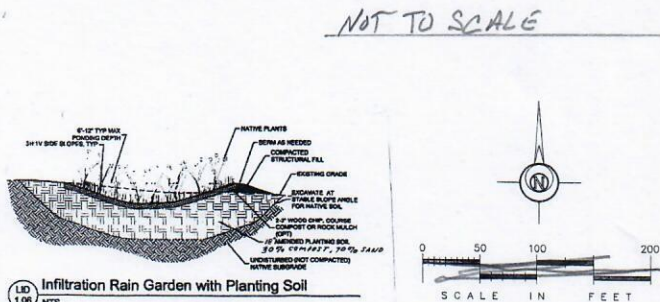 NOT TO SCALE
6"-12" TYP MAX
PONDING DEPTH
3H:1V SIDE SLOPES, TYP
NATIVE PLANTS
BERM AS NEEDED
COMPACTED
STRUCTURAL FILL
EXISTING GRADE
EXCAVATE AT
STABLE SLOPE ANGLE
FOR NATIVE SOIL
2-3" WOOD CHIP, COURSE
COMPOST OR ROCK MULCH
(OPT)
AMENDED PLANTING SOIL
30% COMPOST, 70% SAND
UNDISTURBED (NOT COMPACTED)
NATIVE SUBGRADE
LID
1.06
Infiltration Rain Garden with Planting Soil
NTS
N
0 50 100 200
SCALE IN FEET